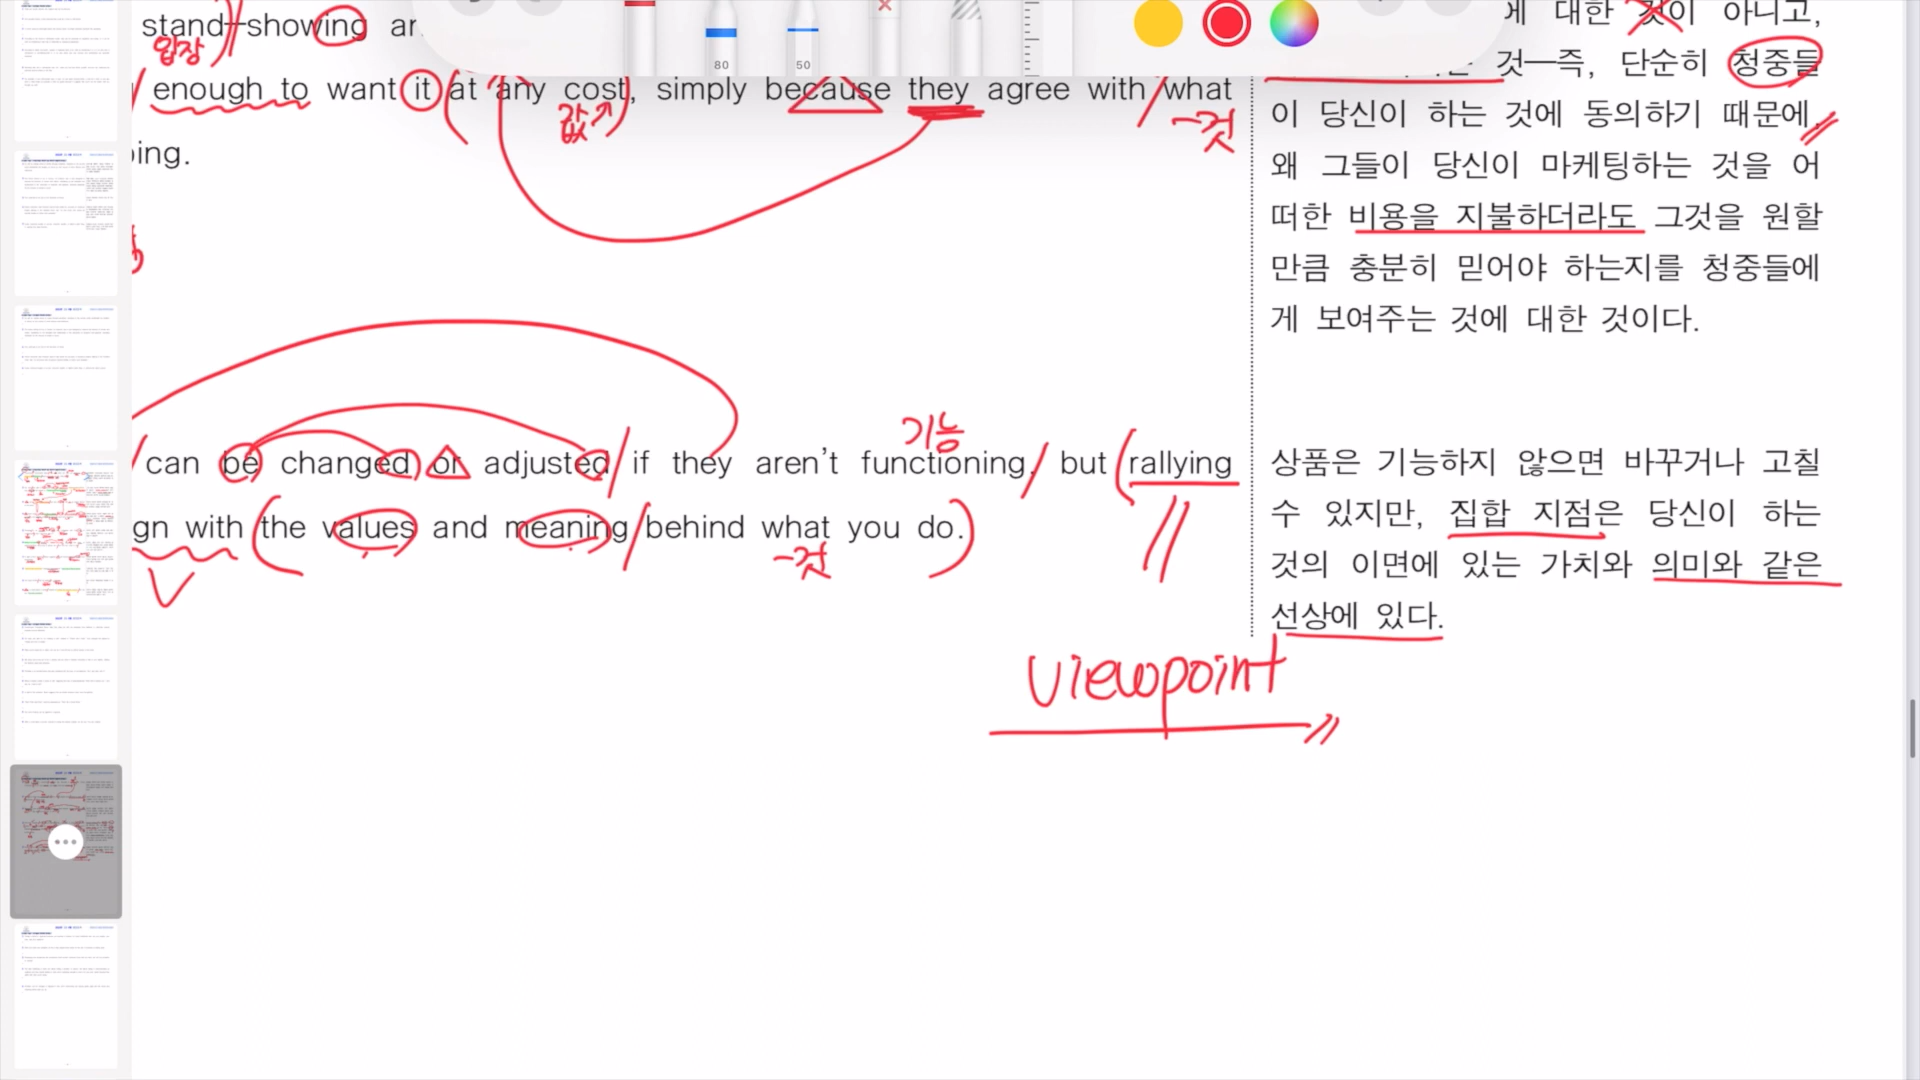 stand—showing
입장
80
50
enough to want it at any cost, simply because they agree with what
값
~것
ing.
can be changed or adjusted if they aren't functioning, but rallying
기능
gn with the values and meaning behind what you do.
~것
에 대한 것이 아니고,
것—즉, 단순히 청중들
이 당신이 하는 것에 동의하기 때문에,
왜 그들이 당신이 마케팅하는 것을 어
떠한 비용을 지불하더라도 그것을 원할
만큼 충분히 믿어야 하는지를 청중들에
게 보여주는 것에 대한 것이다.
상품은 기능하지 않으면 바꾸거나 고칠
수 있지만, 집합 지점은 당신이 하는
것의 이면에 있는 가치와 의미와 같은
선상에 있다.
viewpoint